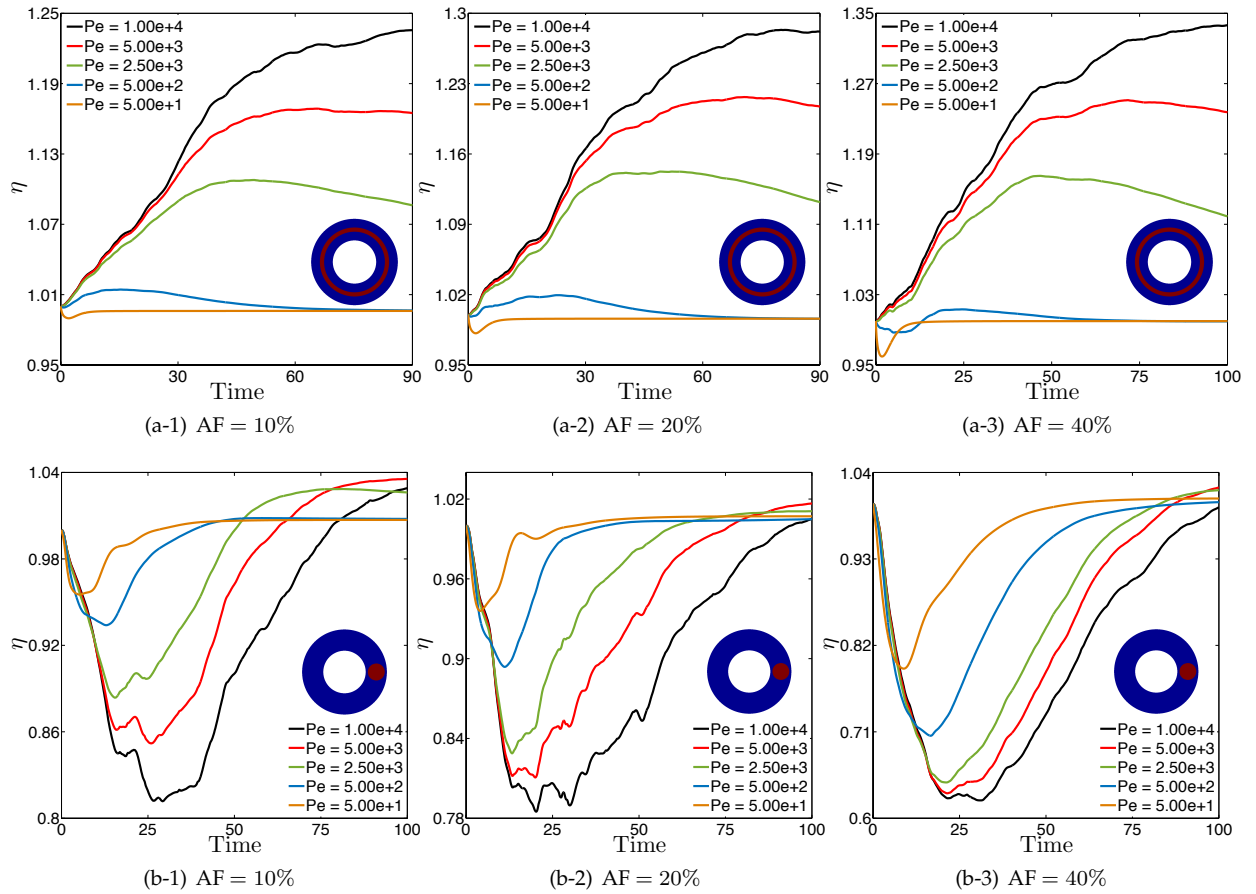 1.25
1.19
1.13
1.07
1.01
0.95
η
Pe = 1.00e+4
Pe = 5.00e+3
Pe = 2.50e+3
Pe = 5.00e+2
Pe = 5.00e+1
0 30 60 90
Time
(a-1) AF = 10%
1.3
1.23
1.16
1.09
1.02
0.95
η
Pe = 1.00e+4
Pe = 5.00e+3
Pe = 2.50e+3
Pe = 5.00e+2
Pe = 5.00e+1
0 30 60 90
Time
(a-2) AF = 20%
1.35
1.27
1.19
1.11
1.03
0.95
η
Pe = 1.00e+4
Pe = 5.00e+3
Pe = 2.50e+3
Pe = 5.00e+2
Pe = 5.00e+1
0 25 50 75 100
Time
(a-3) AF = 40%
1.04
0.98
0.92
0.86
0.8
η
Pe = 1.00e+4
Pe = 5.00e+3
Pe = 2.50e+3
Pe = 5.00e+2
Pe = 5.00e+1
0 25 50 75 100
Time
(b-1) AF = 10%
1.04
1.02
0.96
0.9
0.84
0.78
η
Pe = 1.00e+4
Pe = 5.00e+3
Pe = 2.50e+3
Pe = 5.00e+2
Pe = 5.00e+1
0 25 50 75 100
Time
(b-2) AF = 20%
1.04
0.93
0.82
0.71
0.6
η
Pe = 1.00e+4
Pe = 5.00e+3
Pe = 2.50e+3
Pe = 5.00e+2
Pe = 5.00e+1
0 25 50 75 100
Time
(b-3) AF = 40%